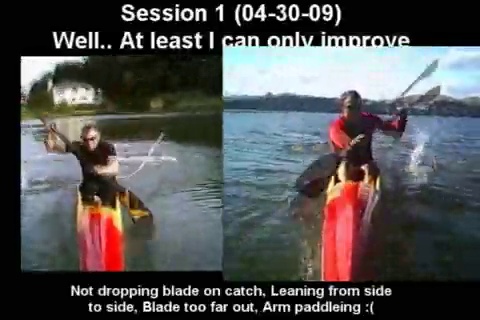 Session 1 (04-30-09)
Well.. At least I can only improve
Not dropping blade on catch, Leaning from side
to side, Blade too far out, Arm paddleing :(